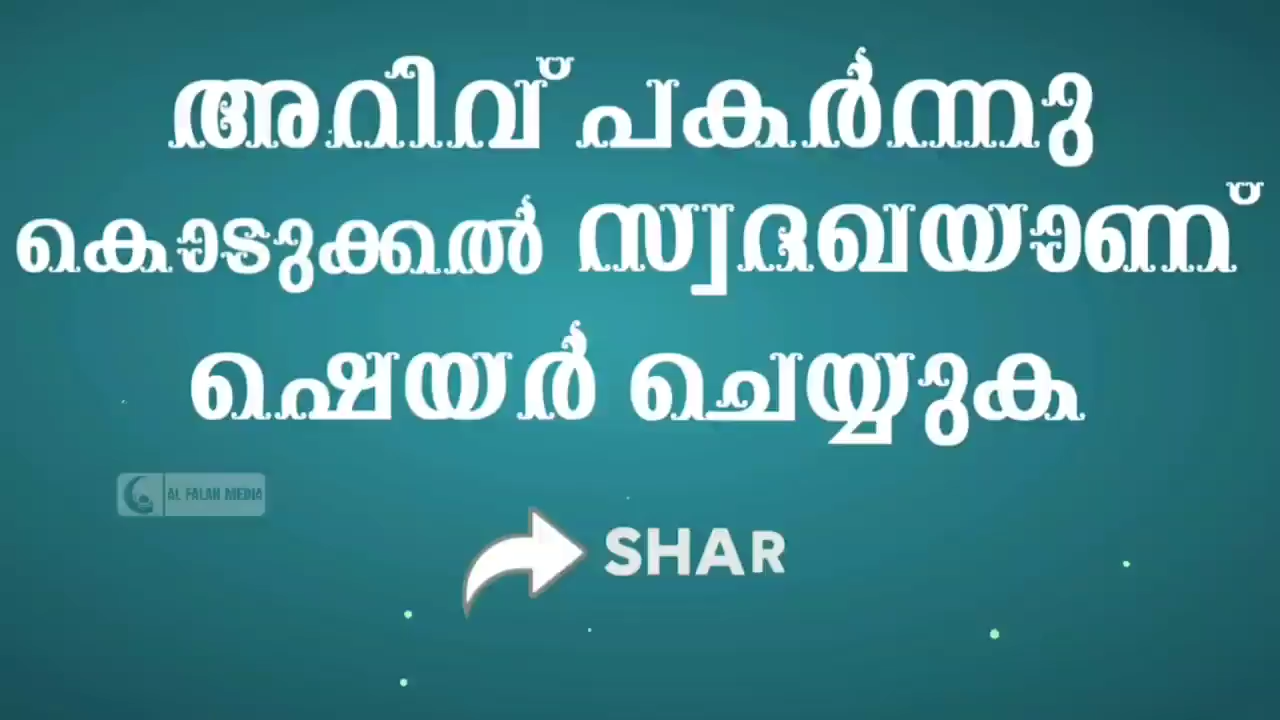 അറിവ് പകർന്നു
കൊടുക്കൽ സ്വദഖയാണ്
ഷെയർ ചെയ്യുക
AL FALAH MEDIA
SHAR